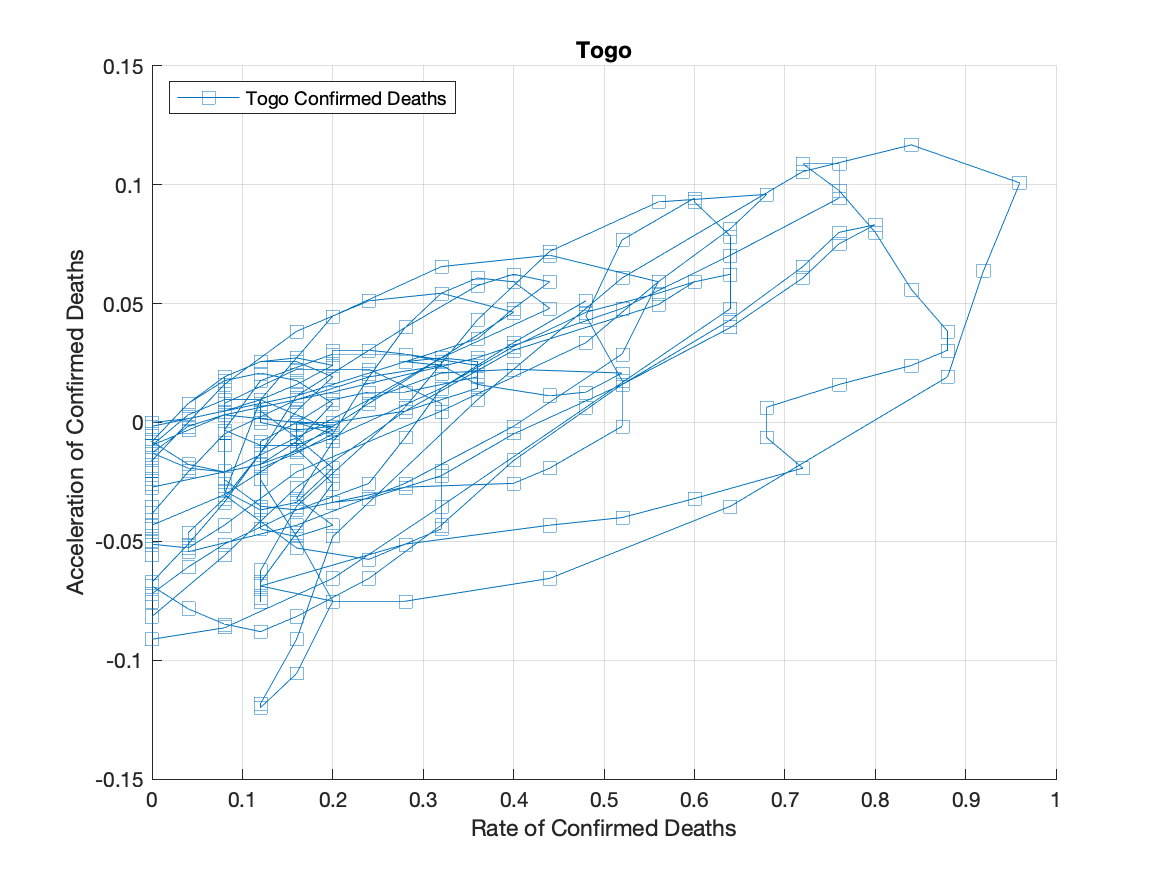 Togo
Togo Confirmed Deaths
0.15
0.1
0.05
0
-0.05
-0.1
-0.15
Acceleration of Confirmed Deaths
0 0.1 0.2 0.3 0.4 0.5 0.6 0.7 0.8 0.9 1
Rate of Confirmed Deaths